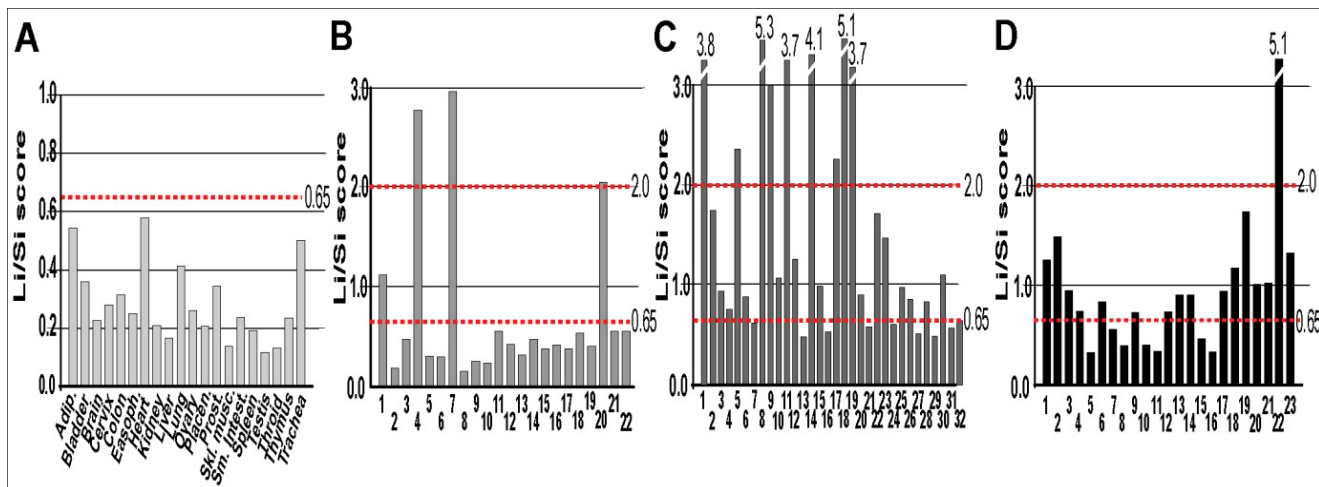 A
Li/Si score
1.0
0.8
0.65
0.6
0.4
0.2
0.0
Adip.
Bladder
Brain
Cervix
Colon
Easoph.
Heart
Kidney
Liver
Lung
Ovary
Placen.
Prost.
Skl. musc.
Sm. Intest.
Spleen
Testis
Throid
Thymus
Trachea
B
Li/Si score
3.0
2.0 2.0
1.0
0.65
0.0
1 3 5 7 9 11 13 15 17 19 21
2 4 6 8 10 12 14 16 18 20 22
C
3.8 5.3 3.7 4.1 5.1 3.7
Li/Si score
3.0
2.0 2.0
1.0
0.65
0.0
1 3 5 7 9 11 13 15 17 19 21 23 25 27 29 31
2 4 6 8 10 12 14 16 18 20 22 24 26 28 30 32
D
5.1
Li/Si score
3.0
2.0 2.0
1.0
0.65
0.0
1 3 5 7 9 11 13 15 17 19 21 23
2 4 6 8 10 12 14 16 18 20 22